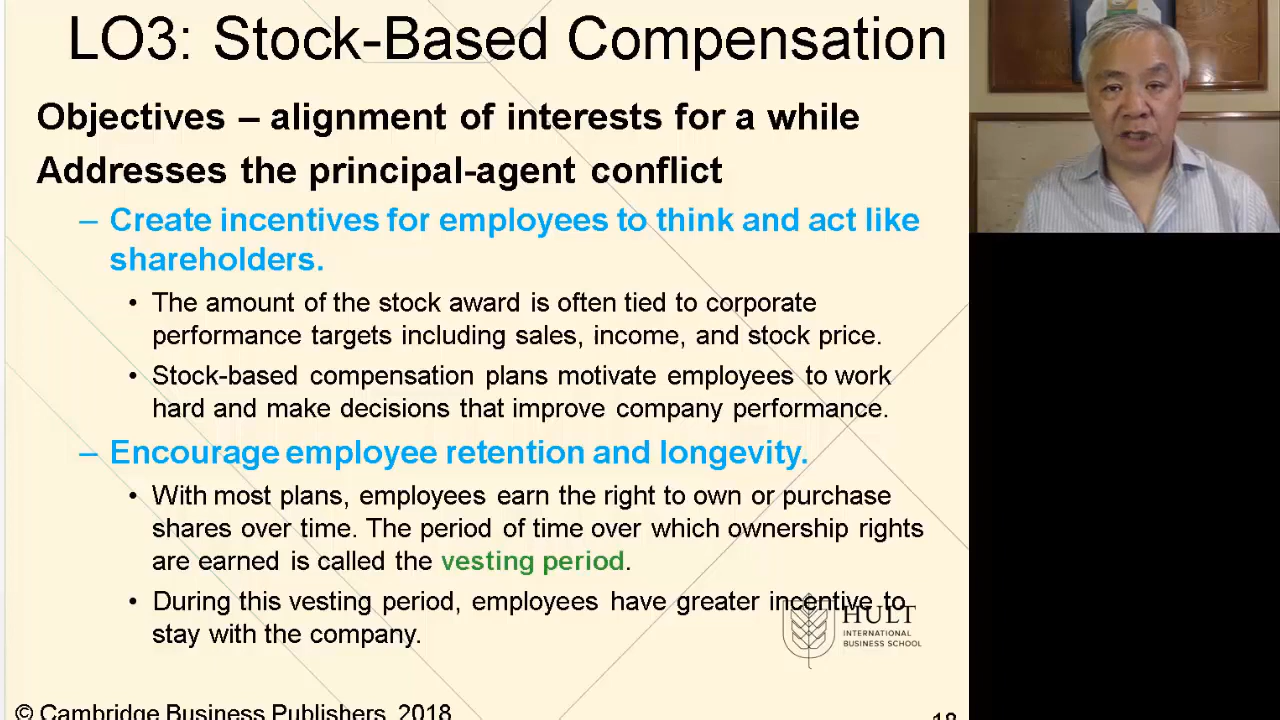 LO3: Stock-Based Compensation
Objectives – alignment of interests for a while
Addresses the principal-agent conflict
– Create incentives for employees to think and act like
shareholders.
• The amount of the stock award is often tied to corporate
performance targets including sales, income, and stock price.
• Stock-based compensation plans motivate employees to work
hard and make decisions that improve company performance.
– Encourage employee retention and longevity.
• With most plans, employees earn the right to own or purchase
shares over time. The period of time over which ownership rights
are earned is called the vesting period.
• During this vesting period, employees have greater incentive to
stay with the company.
HULT
INTERNATIONAL
BUSINESS SCHOOL
© Cambridge Business Publishers, 2018